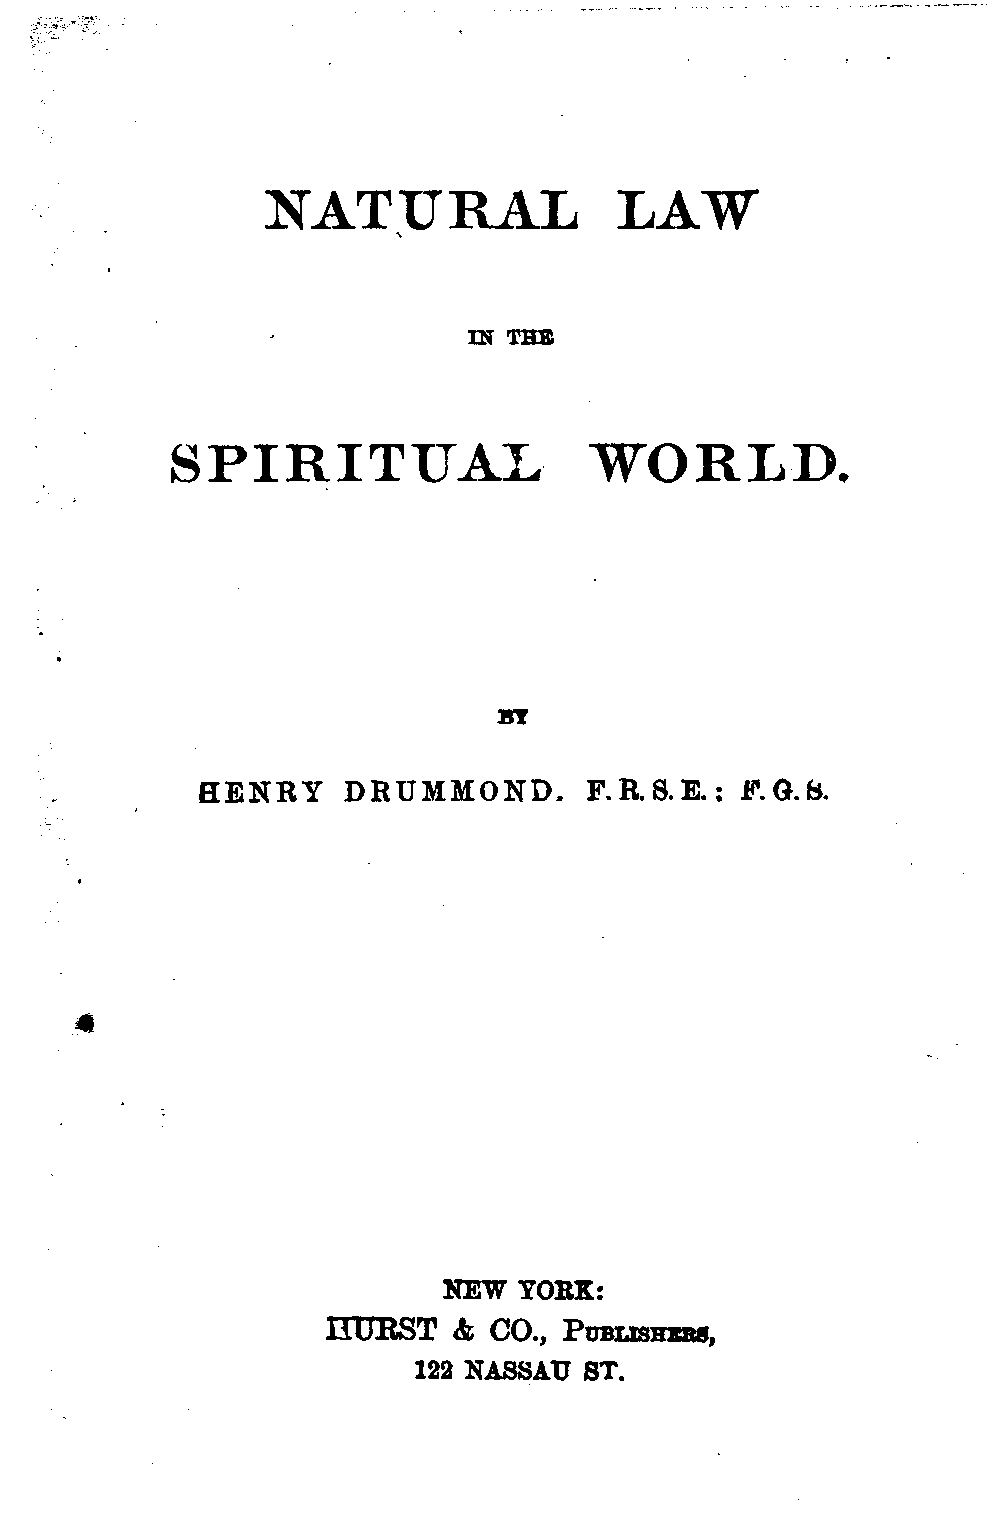 NATURAL LAW
IN THE
SPIRITUAL WORLD.
BY
HENRY DRUMMOND. F.R.S.E.; F.G.S.
NEW YORK:
HURST & CO., PUBLISHERS,
122 NASSAU ST.